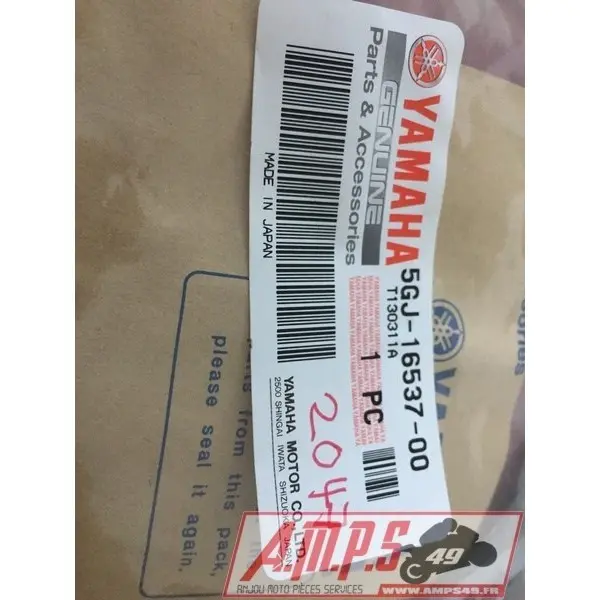 YAMAHA
GENUINE
Parts & Accessories
5GJ-16537-00
T130311A
1 PC
MADE IN JAPAN
YAMAHA MOTOR CO., LTD.
2500 SHINGAI IWATA SHIZUOKA JAPAN
204
from this pack,
please seal it again.
YA
A.M.P.S
49
ANJOU MOTO PIÈCES SERVICES
WWW.AMPS49.FR